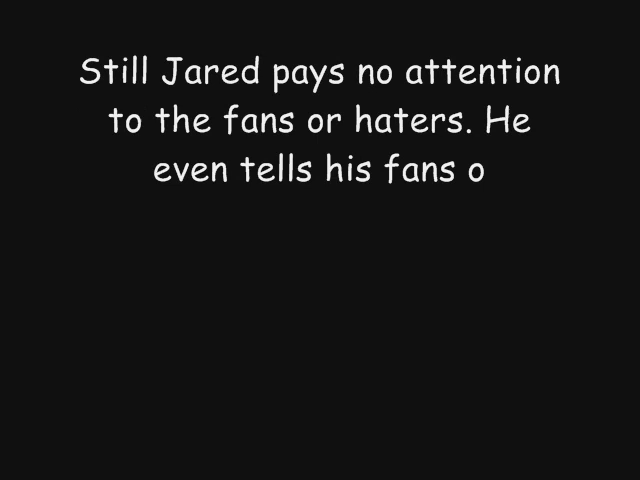 Still Jared pays no attention
to the fans or haters. He
even tells his fans o